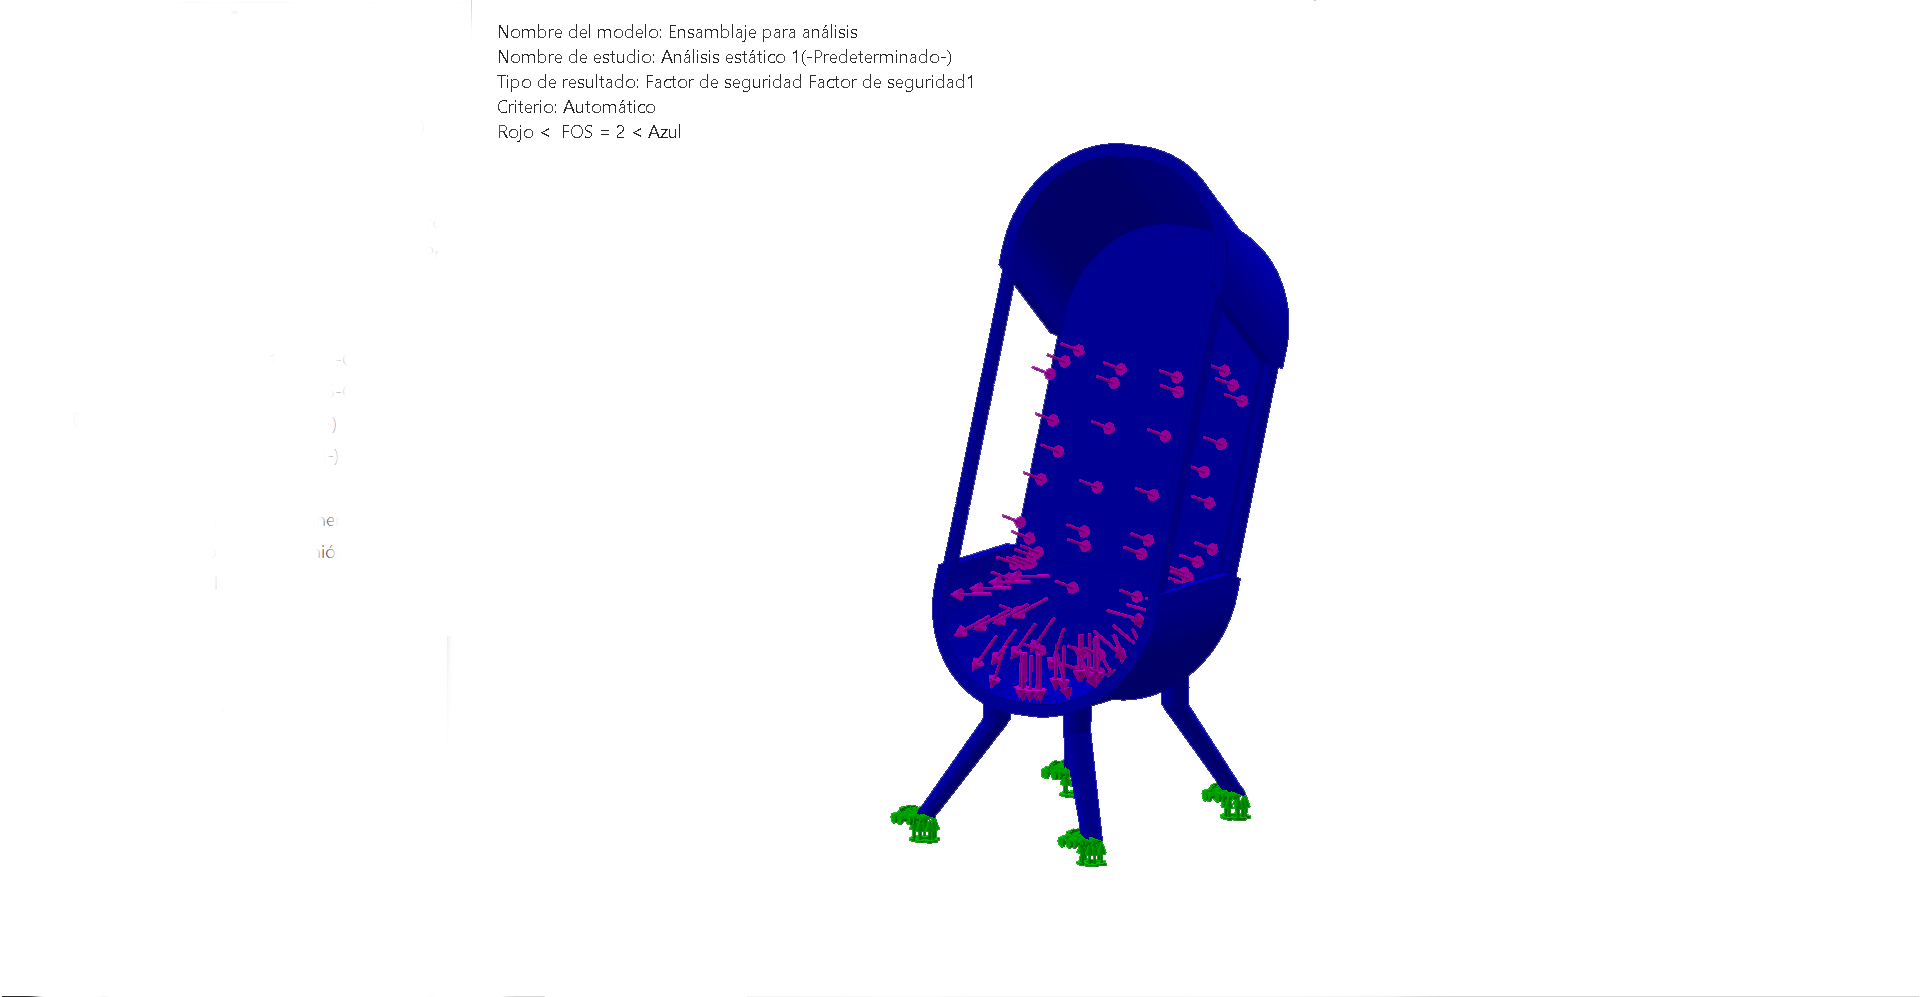 Nombre del modelo: Ensamblaje para análisis
Nombre de estudio: Análisis estático 1(-Predeterminado-)
Tipo de resultado: Factor de seguridad Factor de seguridad1
Criterio: Automático
Rojo < FOS = 2 < Azul